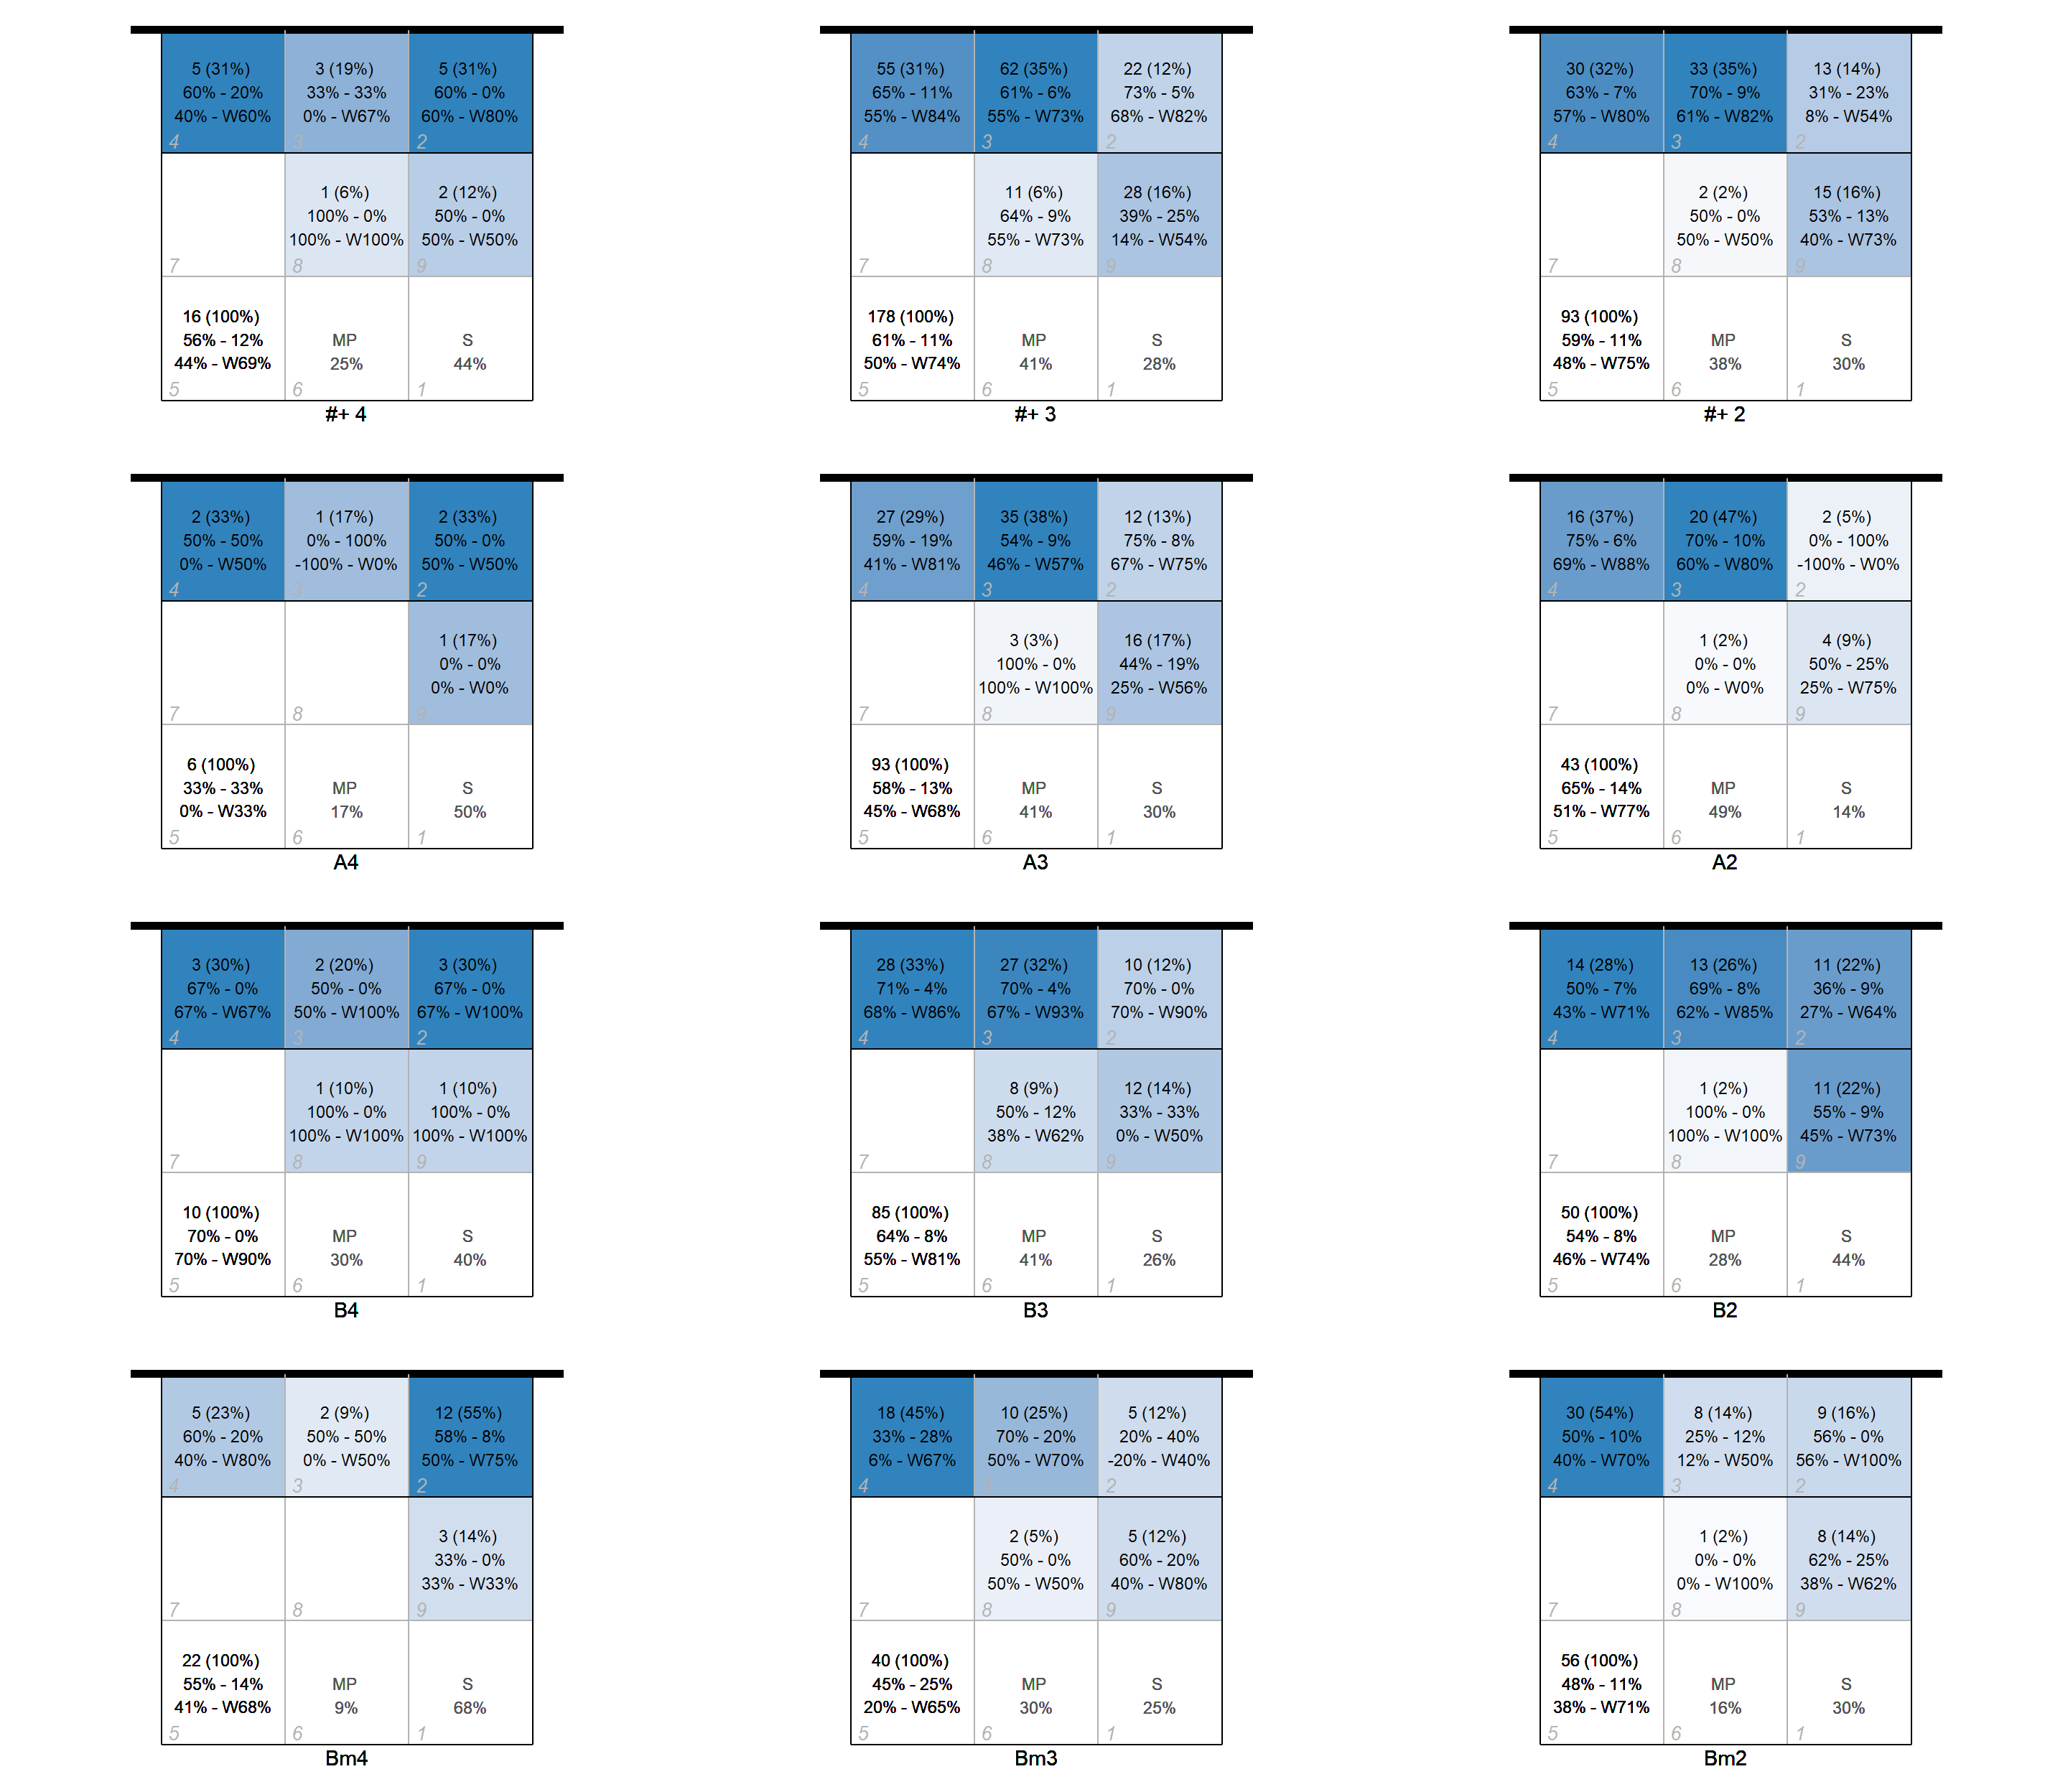 5 (31%) 3 (19%) 5 (31%)
60% - 20% 33% - 33% 60% - 0%
40% - W60% 0% - W67% 60% - W80%
4 3 2
1 (6%) 2 (12%)
100% - 0% 50% - 0%
100% - W100% 50% - W50%
7 8 9
16 (100%)
56% - 12% MP S
44% - W69% 25% 44%
5 6 1
#+ 4
55 (31%) 62 (35%) 22 (12%)
65% - 11% 61% - 6% 73% - 5%
55% - W84% 55% - W73% 68% - W82%
4 3 2
11 (6%) 28 (16%)
64% - 9% 39% - 25%
55% - W73% 14% - W54%
7 8 9
178 (100%)
61% - 11% MP S
50% - W74% 41% 28%
5 6 1
#+ 3
30 (32%) 33 (35%) 13 (14%)
63% - 7% 70% - 9% 31% - 23%
57% - W80% 61% - W82% 8% - W54%
4 3 2
2 (2%) 15 (16%)
50% - 0% 53% - 13%
50% - W50% 40% - W73%
7 8 9
93 (100%)
59% - 11% MP S
48% - W75% 38% 30%
5 6 1
#+ 2
2 (33%) 1 (17%) 2 (33%)
50% - 50% 0% - 100% 50% - 0%
0% - W50% -100% - W0% 50% - W50%
4 3 2
1 (17%)
0% - 0%
0% - W0%
7 8 9
6 (100%)
33% - 33% MP S
0% - W33% 17% 50%
5 6 1
A4
27 (29%) 35 (38%) 12 (13%)
59% - 19% 54% - 9% 75% - 8%
41% - W81% 46% - W57% 67% - W75%
4 3 2
3 (3%) 16 (17%)
100% - 0% 44% - 19%
100% - W100% 25% - W56%
7 8 9
93 (100%)
58% - 13% MP S
45% - W68% 41% 30%
5 6 1
A3
16 (37%) 20 (47%) 2 (5%)
75% - 6% 70% - 10% 0% - 100%
69% - W88% 60% - W80% -100% - W0%
4 3 2
1 (2%) 4 (9%)
0% - 0% 50% - 25%
0% - W0% 25% - W75%
7 8 9
43 (100%)
65% - 14% MP S
51% - W77% 49% 14%
5 6 1
A2
3 (30%) 2 (20%) 3 (30%)
67% - 0% 50% - 0% 67% - 0%
67% - W67% 50% - W100% 67% - W100%
4 3 2
1 (10%) 1 (10%)
100% - 0% 100% - 0%
100% - W100% 100% - W100%
7 8 9
10 (100%)
70% - 0% MP S
70% - W90% 30% 40%
5 6 1
B4
28 (33%) 27 (32%) 10 (12%)
71% - 4% 70% - 4% 70% - 0%
68% - W86% 67% - W93% 70% - W90%
4 3 2
8 (9%) 12 (14%)
50% - 12% 33% - 33%
38% - W62% 0% - W50%
7 8 9
85 (100%)
64% - 8% MP S
55% - W81% 41% 26%
5 6 1
B3
14 (28%) 13 (26%) 11 (22%)
50% - 7% 69% - 8% 36% - 9%
43% - W71% 62% - W85% 27% - W64%
4 3 2
1 (2%) 11 (22%)
100% - 0% 55% - 9%
100% - W100% 45% - W73%
7 8 9
50 (100%)
54% - 8% MP S
46% - W74% 28% 44%
5 6 1
B2
5 (23%) 2 (9%) 12 (55%)
60% - 20% 50% - 50% 58% - 8%
40% - W80% 0% - W50% 50% - W75%
4 3 2
3 (14%)
33% - 0%
33% - W33%
7 8 9
22 (100%)
55% - 14% MP S
41% - W68% 9% 68%
5 6 1
Bm4
18 (45%) 10 (25%) 5 (12%)
33% - 28% 70% - 20% 20% - 40%
6% - W67% 50% - W70% -20% - W40%
4 3 2
2 (5%) 5 (12%)
50% - 0% 60% - 20%
50% - W50% 40% - W80%
7 8 9
40 (100%)
45% - 25% MP S
20% - W65% 30% 25%
5 6 1
Bm3
30 (54%) 8 (14%) 9 (16%)
50% - 10% 25% - 12% 56% - 0%
40% - W70% 12% - W50% 56% - W100%
4 3 2
1 (2%) 8 (14%)
0% - 0% 62% - 25%
0% - W100% 38% - W62%
7 8 9
56 (100%)
48% - 11% MP S
38% - W71% 16% 30%
5 6 1
Bm2